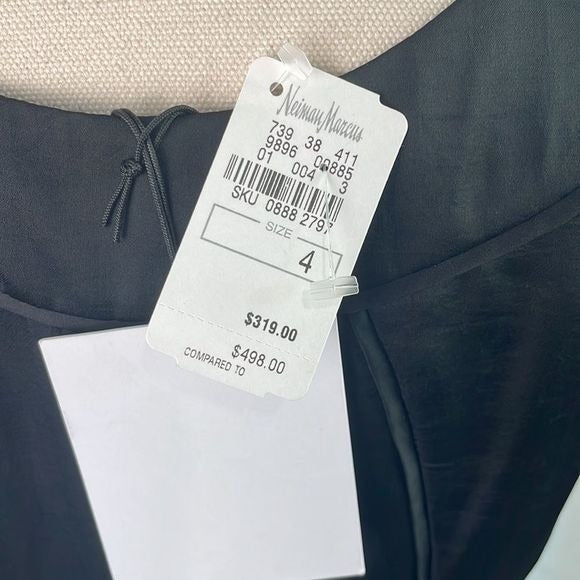 Neiman Marcus
739 38 411
9896 00885
01 004 3
SKU 0888 2797
SIZE
4
$319.00
$498.00
COMPARED TO